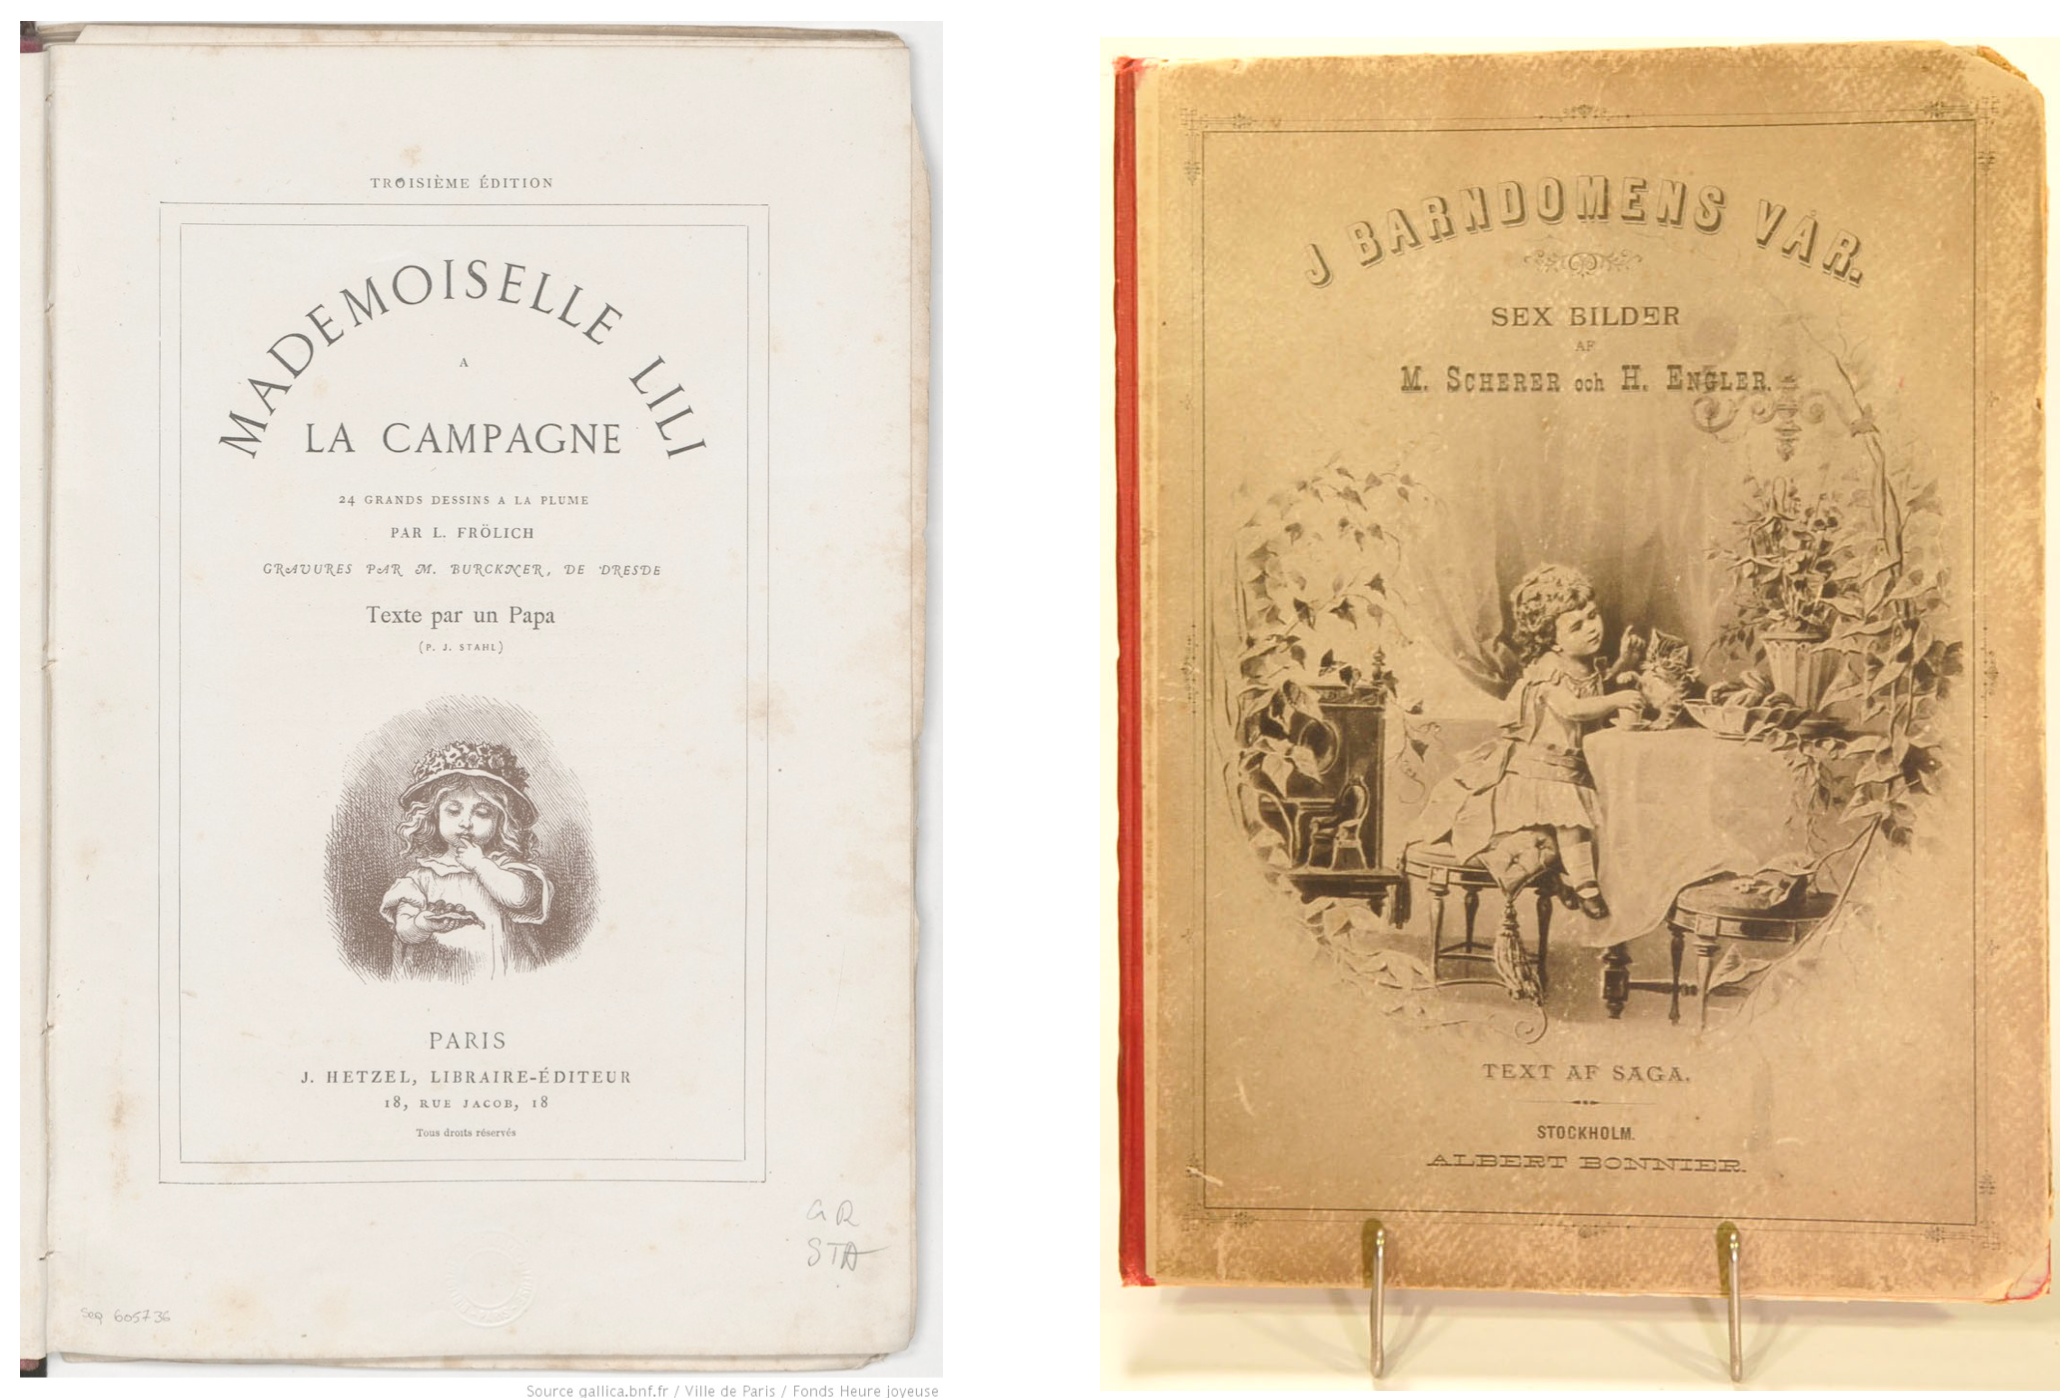 TROISIÈME ÉDITION
MADEMOISELLE LILI
A
LA CAMPAGNE
24 GRANDS DESSINS A LA PLUME
PAR L. FRÖLICH
GRAVURES PAR M. BURCKNER, DE DRESDE
Texte par un Papa
(P. J. STAHL)
PARIS
J. HETZEL, LIBRAIRE-ÉDITEUR
18, RUE JACOB, 18
Tous droits réservés
GR
STA
605736
Source gallica.bnf.fr / Ville de Paris / Fonds Heure joyeuse
J BARNDOMENS VÅR.
SEX BILDER
AF
M. SCHERER och H. ENGLER.
TEXT AF SAGA.
STOCKHOLM.
ALBERT BONNIER.